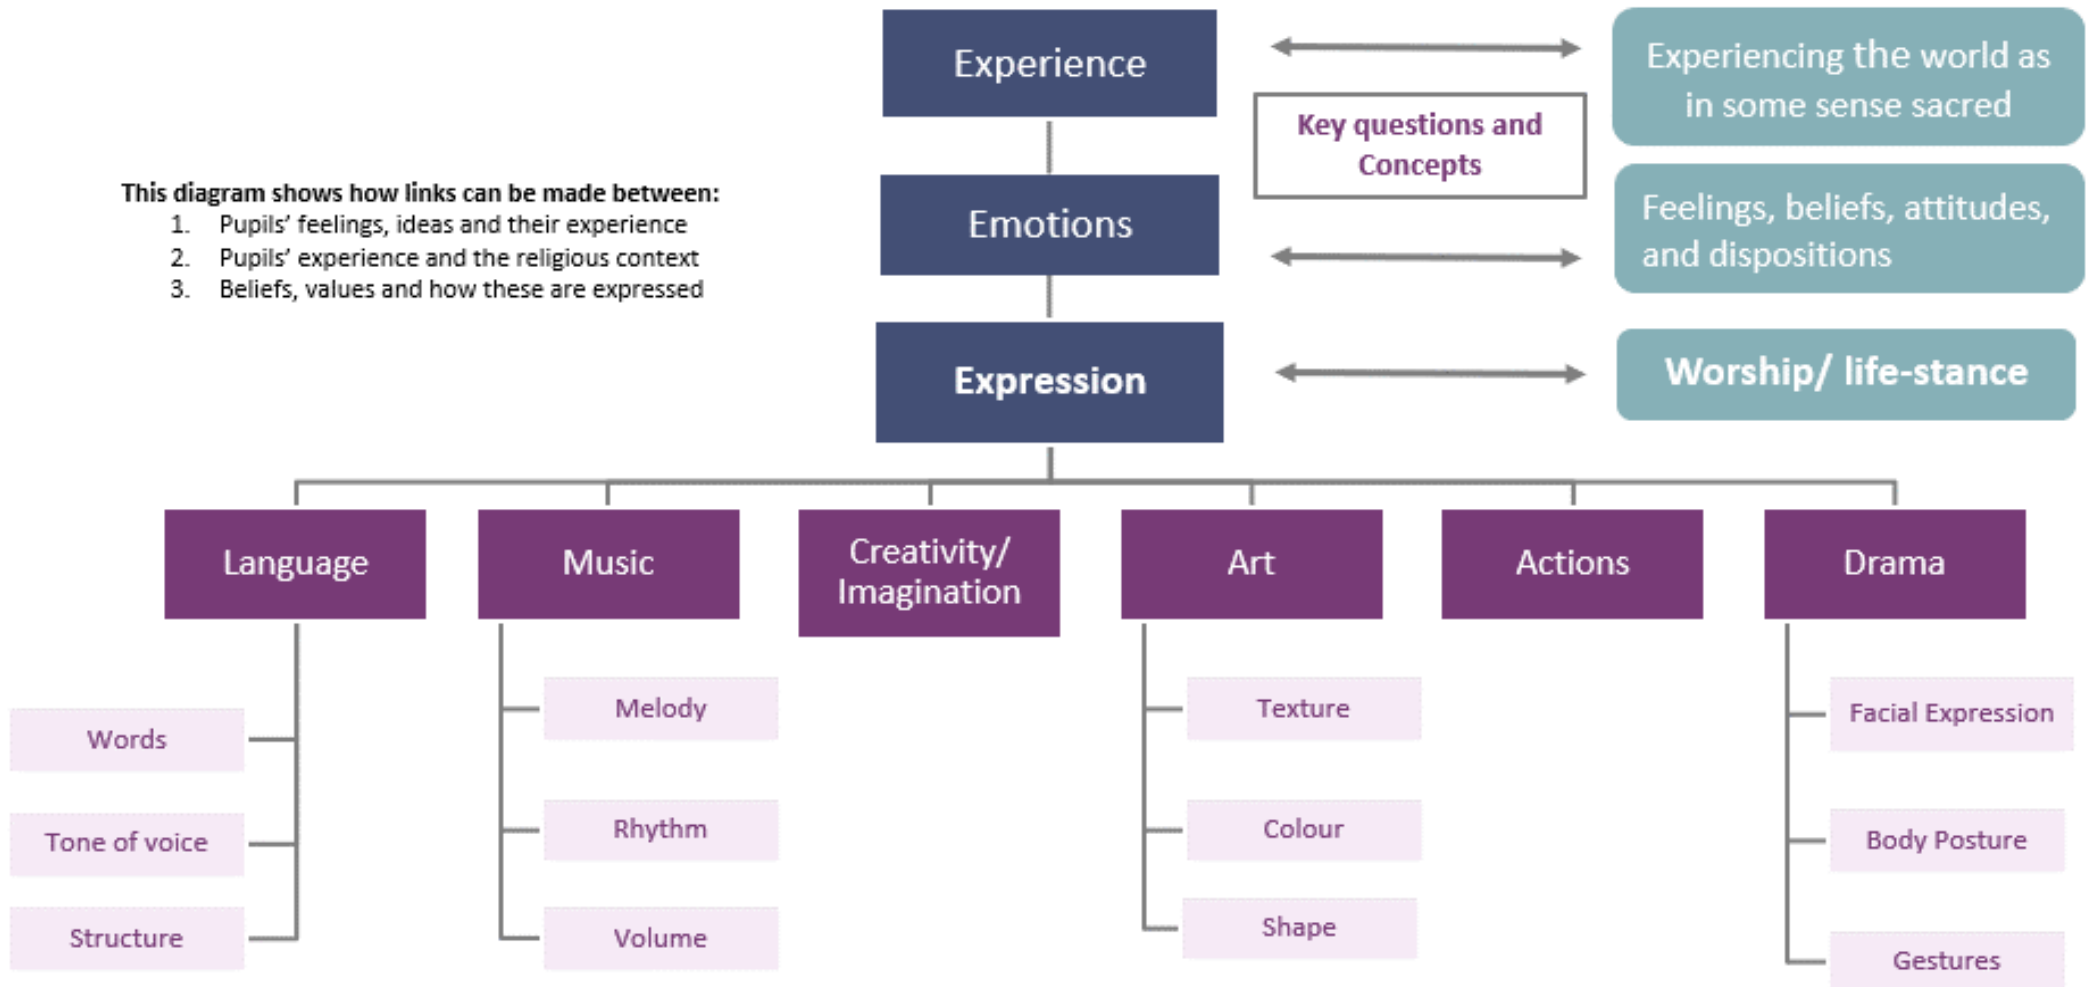 Experience
Experiencing the world as
in some sense sacred
Key questions and
Concepts
This diagram shows how links can be made between:
1. Pupils' feelings, ideas and their experience
2. Pupils' experience and the religious context
3. Beliefs, values and how these are expressed
Emotions
Feelings, beliefs, attitudes,
and dispositions
Expression
Worship/ life-stance
Language
Music
Creativity/
Imagination
Art
Actions
Drama
Words
Tone of voice
Structure
Melody
Rhythm
Volume
Texture
Colour
Shape
Facial Expression
Body Posture
Gestures